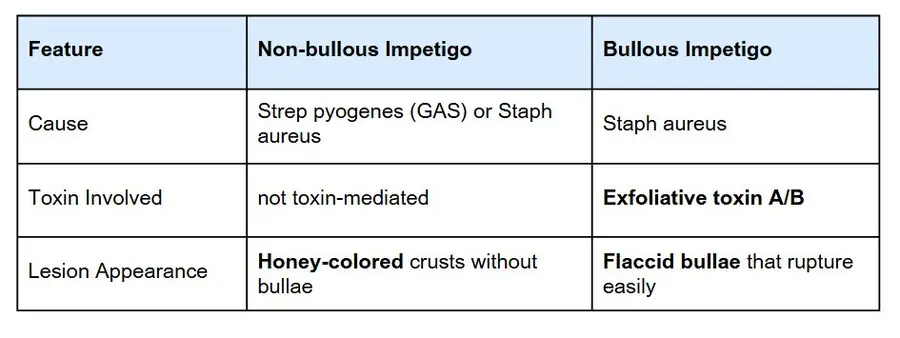 Feature
Non-bullous Impetigo
Bullous Impetigo
Cause
Strep pyogenes (GAS) or Staph
aureus
Staph aureus
Toxin Involved
not toxin-mediated
Exfoliative toxin A/B
Lesion Appearance
Honey-colored crusts without
bullae
Flaccid bullae that rupture
easily